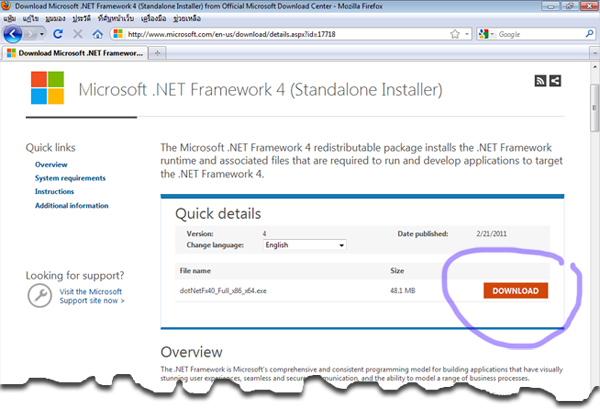 Download Microsoft .NET Framework 4 (Standalone Installer) from Official Microsoft Download Center - Mozilla Firefox
แฟ้ม แก้ไข มุมมอง ประวัติ ที่คั่นหน้าเว็บ เครื่องมือ ช่วยเหลือ
http://www.microsoft.com/en-us/download/details.aspx?id=17718
Google
Download Microsoft .NET Framewor...
Microsoft .NET Framework 4 (Standalone Installer)
Quick links
Overview
System requirements
Instructions
Additional information
Looking for support?
Visit the Microsoft
Support site now >
The Microsoft .NET Framework 4 redistributable package installs the .NET Framework
runtime and associated files that are required to run and develop applications to target
the .NET Framework 4.
Quick details
Version: 4 Date published: 2/21/2011
Change language: English
File name Size
dotNetFx40_Full_x86_x64.exe 48.1 MB DOWNLOAD
Overview
The .NET Framework is Microsoft's comprehensive and consistent programming model for building applications that have visually
stunning user experiences, seamless and secure communication, and the ability to model a range of business processes.